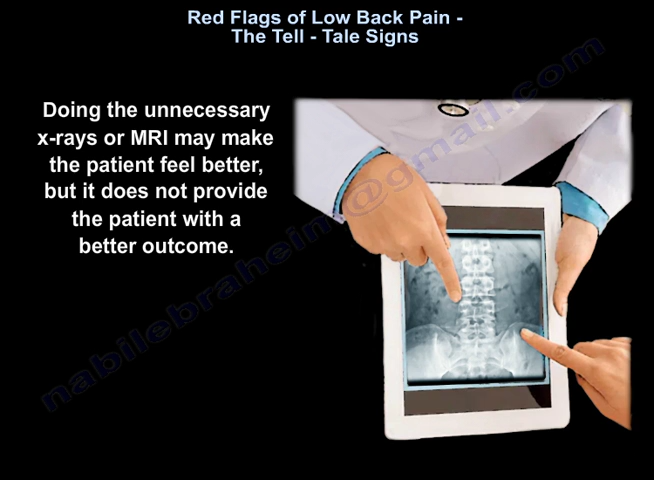 Red Flags of Low Back Pain -
The Tell - Tale Signs
Doing the unnecessary
x-rays or MRI may make
the patient feel better,
but it does not provide
the patient with a
better outcome.
nabilebraheim@gmail.com